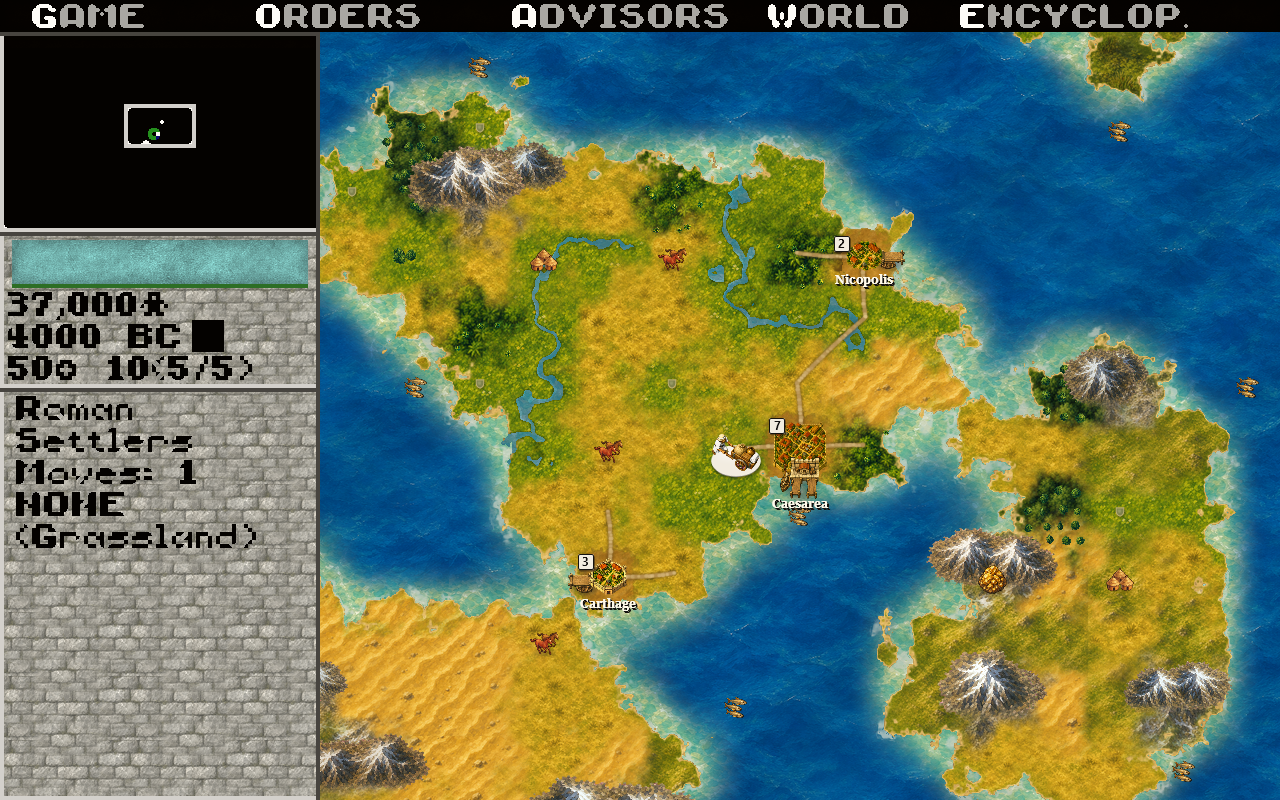 GAME ORDERS ADVISORS WORLD ENCYCLOP.
37,000
4000 BC
50 10(5/5)
Roman
Settlers
Moves: 1
NONE
(Grassland)
2
Nicopolis
7
Caesarea
3
Carthage